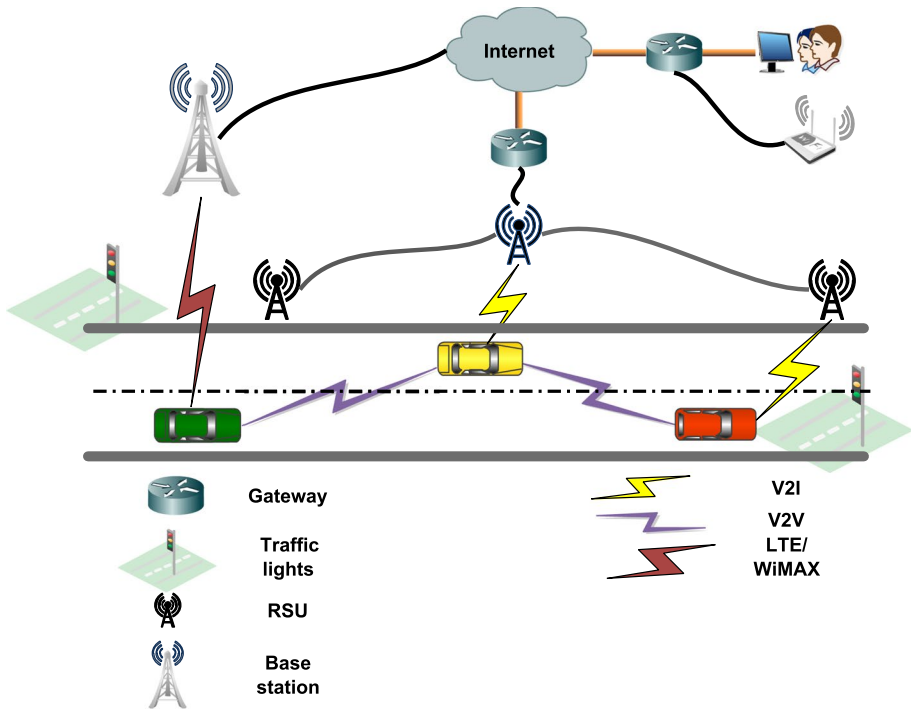 Internet
Gateway
Traffic
lights
RSU
Base
station
V2I
V2V
LTE/
WiMAX